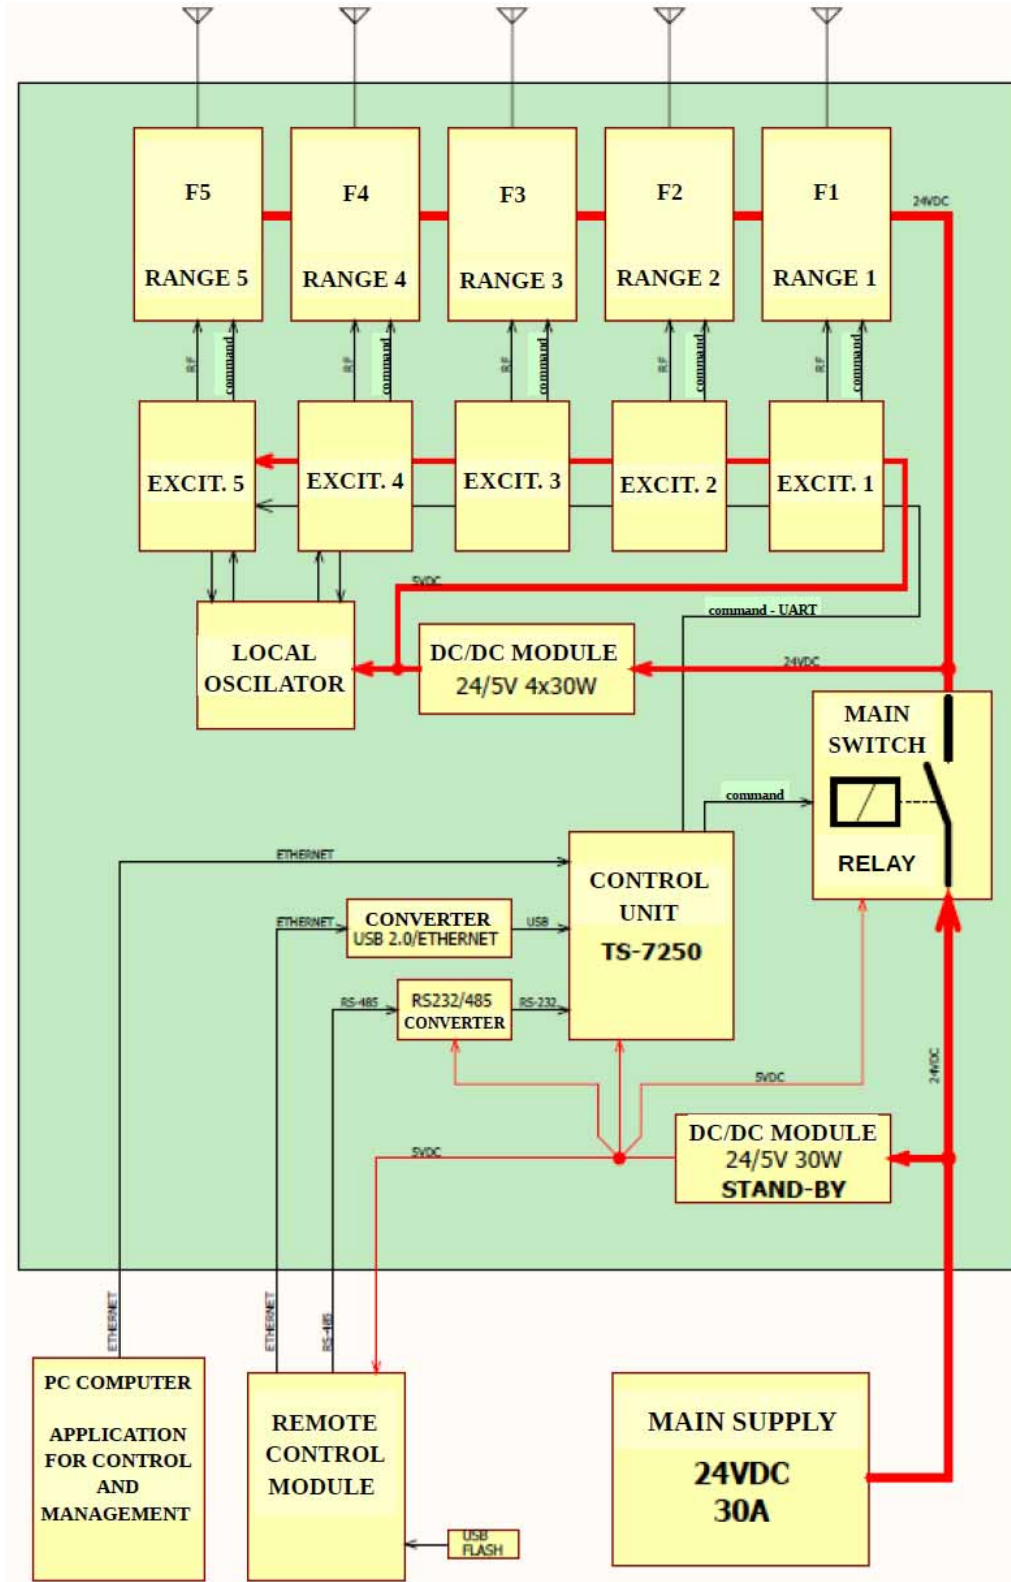 F5
F4
F3
F2
F1
24VDC
RANGE 5
RANGE 4
RANGE 3
RANGE 2
RANGE 1
RF
command
RF
command
RF
command
RF
command
RF
command
EXCIT. 5
EXCIT. 4
EXCIT. 3
EXCIT. 2
EXCIT. 1
5VDC
command - UART
LOCAL
OSCILATOR
DC/DC MODULE
24/5V 4x30W
24VDC
MAIN
SWITCH
command
RELAY
ETHERNET
CONTROL
UNIT
TS-7250
ETHERNET
CONVERTER
USB 2.0/ETHERNET
USB
RS-485
RS232/485
CONVERTER
RS-232
5VDC
24VDC
DC/DC MODULE
24/5V 30W
STAND-BY
5VDC
ETHERNET
ETHERNET
RS-485
PC COMPUTER
APPLICATION
FOR CONTROL
AND
MANAGEMENT
REMOTE
CONTROL
MODULE
USB
FLASH
MAIN SUPPLY
24VDC
30A